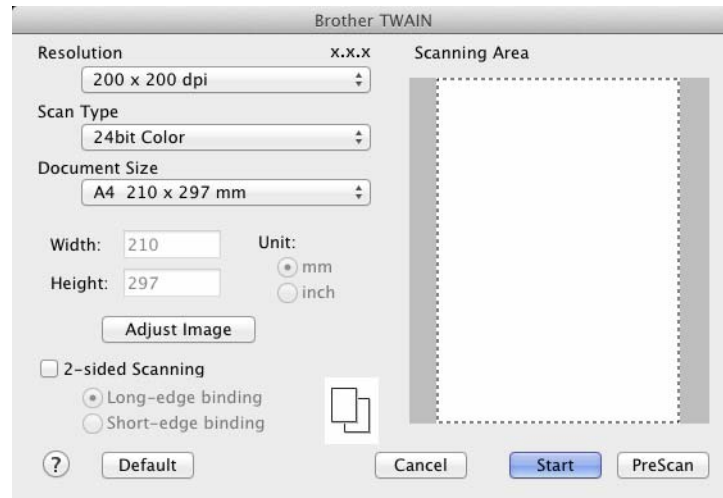 Brother TWAIN
Resolution x.x.x
200 x 200 dpi
Scan Type
24bit Color
Document Size
A4 210 x 297 mm
Width: 210
Height: 297
Unit:
mm
inch
Adjust Image
2-sided Scanning
Long-edge binding
Short-edge binding
Scanning Area
? Default Cancel Start PreScan